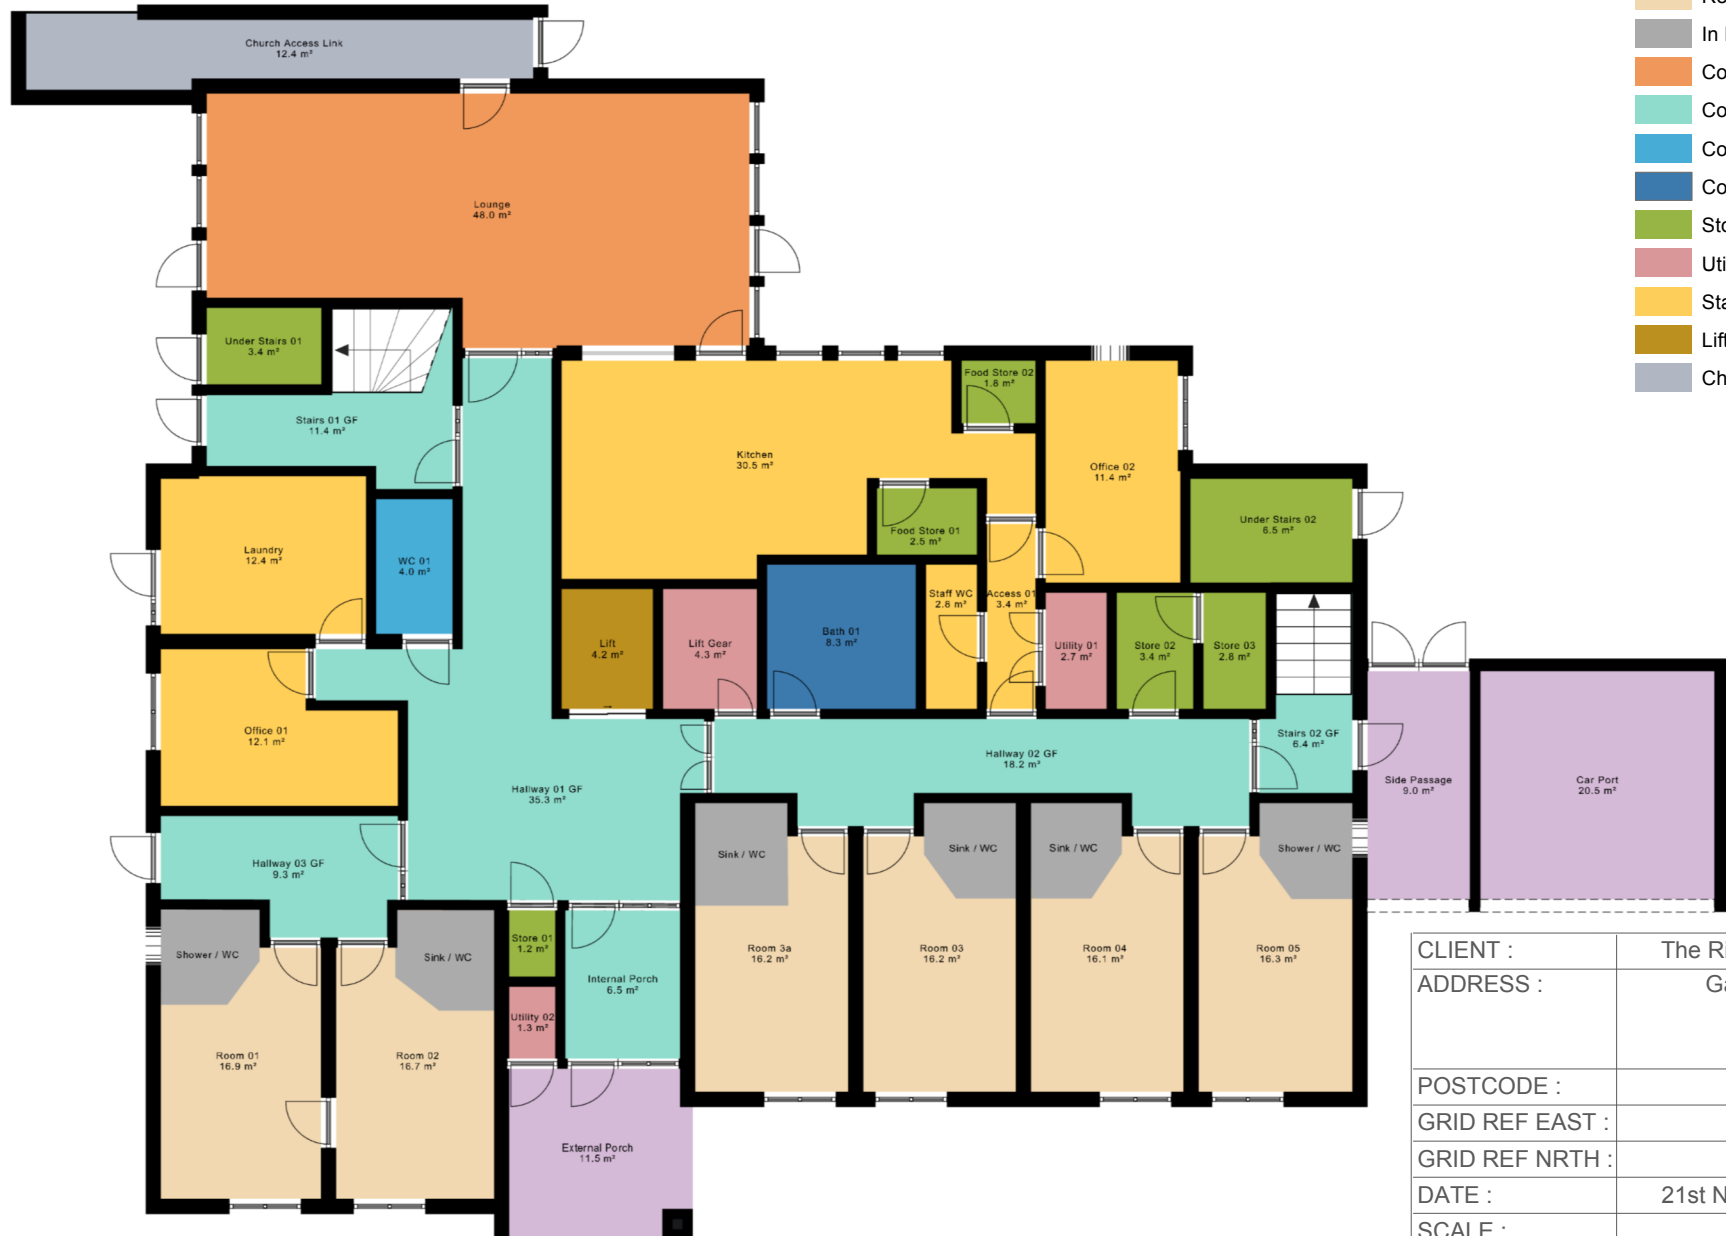 Church Access Link
12.4 m²
In
Lounge
48.0 m²
Under Stairs 01
3.4 m²
Stairs 01 GF
11.4 m²
Kitchen
30.5 m²
Food Store 02
1.8 m²
Office 02
11.4 m²
Food Store 01
2.5 m²
Under Stairs 02
6.5 m²
Laundry
12.4 m²
WC 01
4.0 m²
Lift
4.2 m²
Lift Gear
4.3 m²
Bath 01
8.3 m²
Staff WC
2.8 m²
Access 01
3.4 m²
Utility 01
2.7 m²
Store 02
3.4 m²
Store 03
2.8 m²
Office 01
12.1 m²
Hallway 01 GF
35.3 m²
Hallway 02 GF
18.2 m²
Stairs 02 GF
6.4 m²
Side Passage
9.0 m²
Car Port
20.5 m²
Hallway 03 GF
9.3 m²
Sink / WC
Sink / WC
Sink / WC
Shower / WC
Shower / WC
Sink / WC
Store 01
1.2 m²
Internal Porch
6.5 m²
Utility 02
1.3 m²
Room 3a
16.2 m²
Room 03
16.2 m²
Room 04
16.1 m²
Room 05
16.3 m²
Room 01
16.9 m²
Room 02
16.7 m²
External Porch
11.5 m²
Co
Co
Co
Co
Sto
Uti
Sta
Lift
Ch
CLIENT : The Ri
ADDRESS : Ga
POSTCODE :
GRID REF EAST :
GRID REF NRTH :
DATE : 21st N
SCALE :